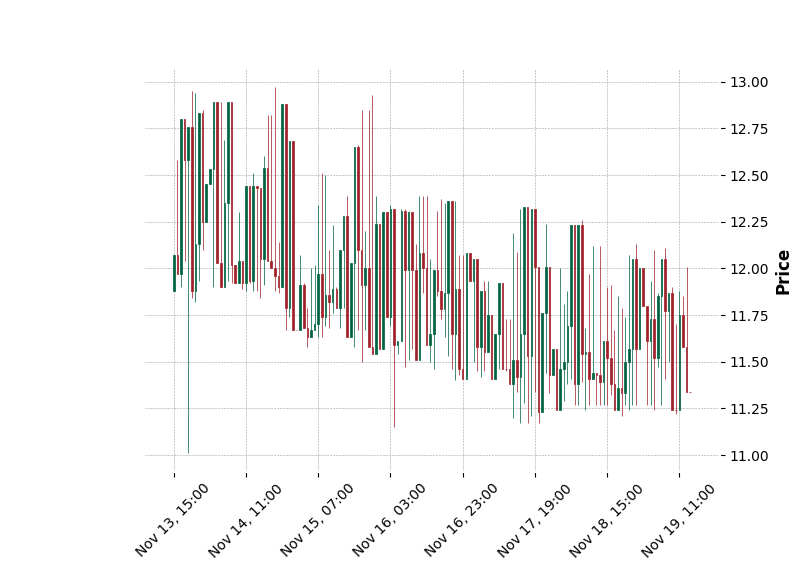 13.00
12.75
12.50
12.25
12.00
11.75
11.50
11.25
11.00
Price
Nov 13, 15:00
Nov 14, 11:00
Nov 15, 07:00
Nov 16, 03:00
Nov 16, 23:00
Nov 17, 19:00
Nov 18, 15:00
Nov 19, 11:00